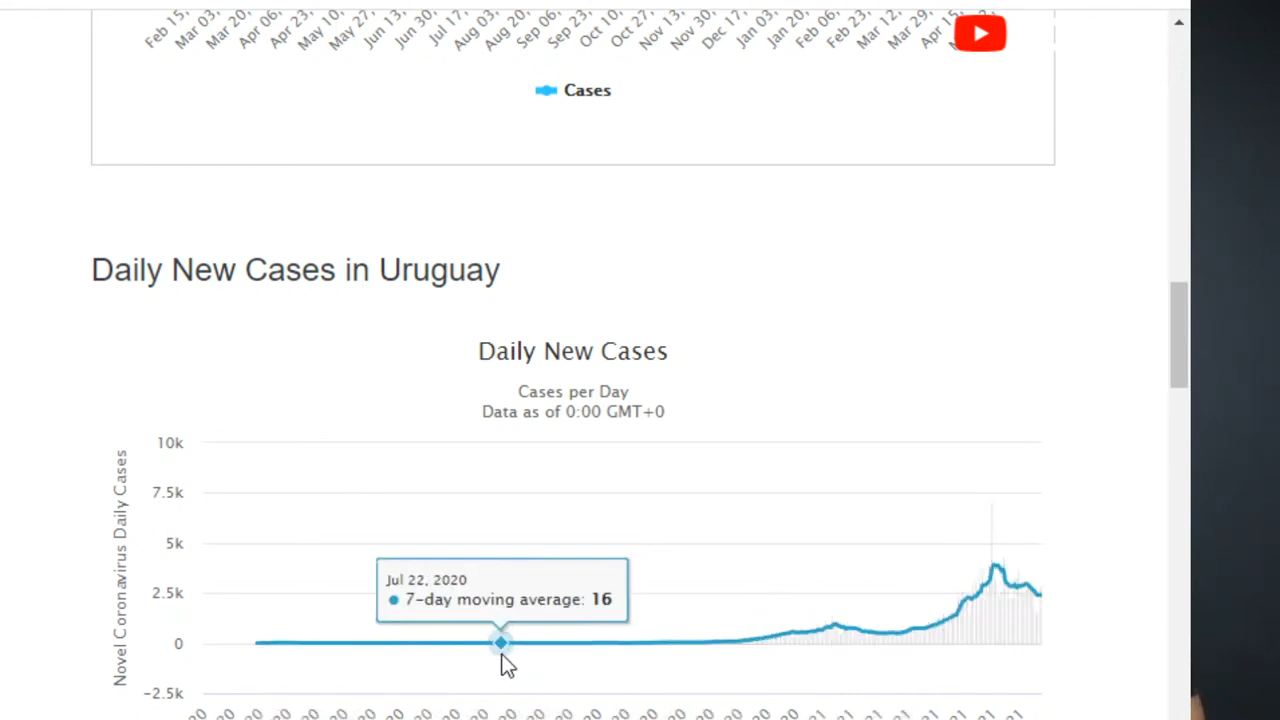 Feb 15, Mar 03, Mar 20, Apr 06, Apr 23, May 10, May 27, Jun 13, Jun 30, Jul 17, Aug 03, Aug 20, Sep 06, Sep 23, Oct 10, Oct 27, Nov 13, Nov 30, Dec 17, Jan 03, Jan 20, Feb 06, Feb 23, Mar 12, Mar 29, Apr 15,
Cases
Daily New Cases in Uruguay
Daily New Cases
Cases per Day
Data as of 0:00 GMT+0
Novel Coronavirus Daily Cases
10k
7.5k
5k
2.5k
0
−2.5k
Jul 22, 2020
7-day moving average: 16